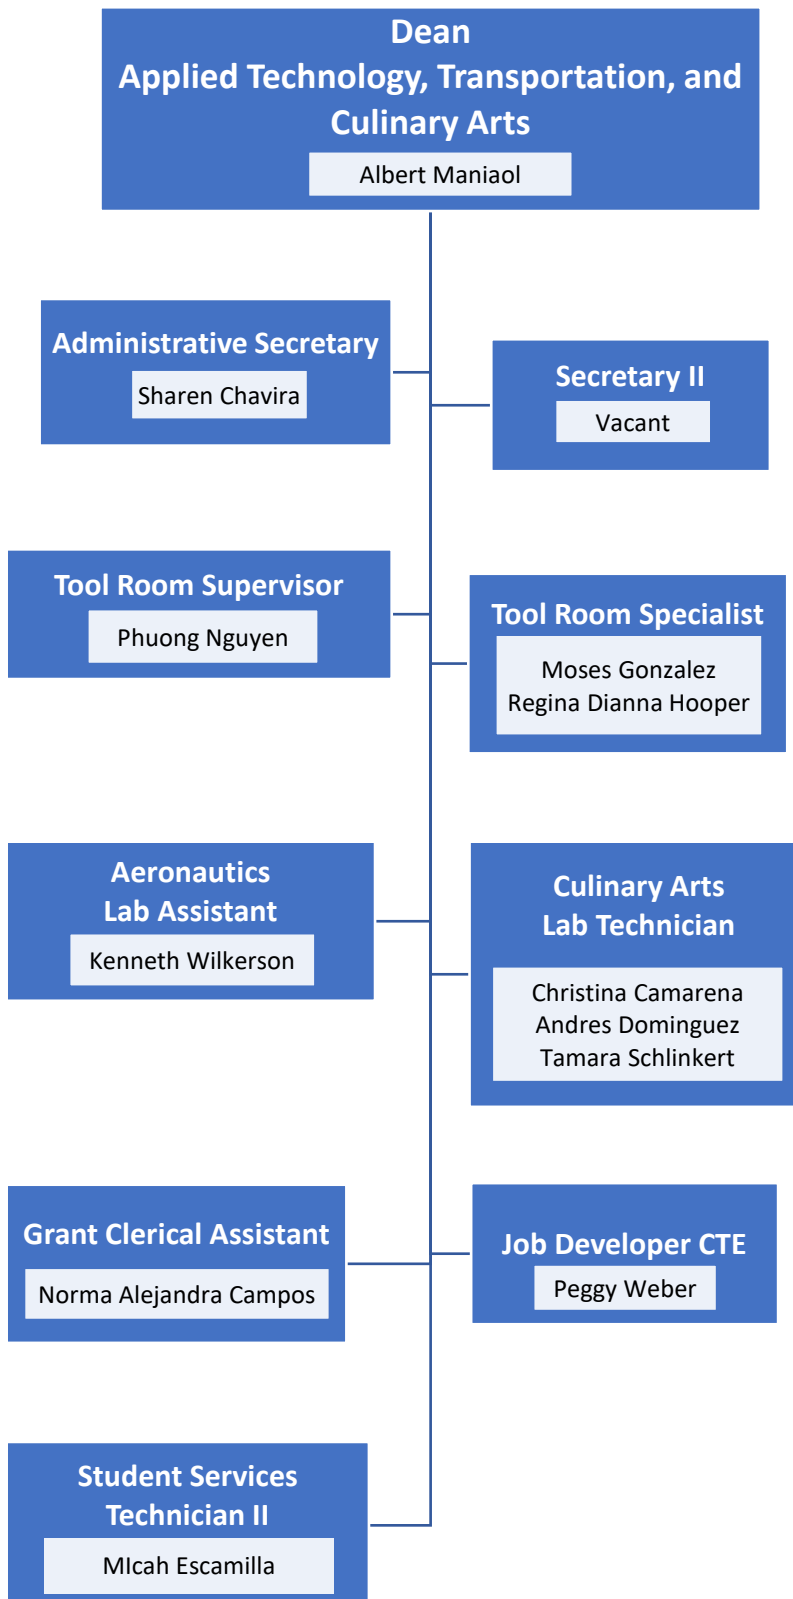 Dean
Applied Technology, Transportation, and
Culinary Arts
Albert Maniaol
Administrative Secretary
Sharen Chavira
Secretary II
Vacant
Tool Room Supervisor
Phuong Nguyen
Tool Room Specialist
Moses Gonzalez
Regina Dianna Hooper
Aeronautics
Lab Assistant
Kenneth Wilkerson
Culinary Arts
Lab Technician
Christina Camarena
Andres Dominguez
Tamara Schlinkert
Grant Clerical Assistant
Norma Alejandra Campos
Job Developer CTE
Peggy Weber
Student Services
Technician II
MIcah Escamilla